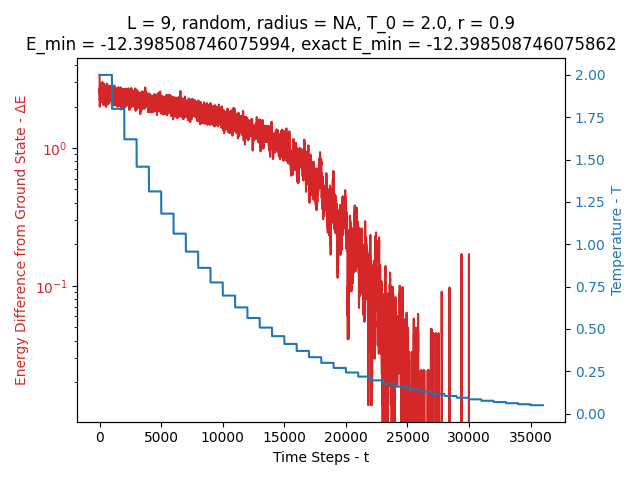 L = 9, random, radius = NA, T_0 = 2.0, r = 0.9
E_min = -12.398508746075994, exact E_min = -12.398508746075862
Energy Difference from Ground State - ΔE
10^0
10^-1
2.00
1.75
1.50
1.25
1.00
0.75
0.50
0.25
0.00
Temperature - T
0 5000 10000 15000 20000 25000 30000 35000
Time Steps - t